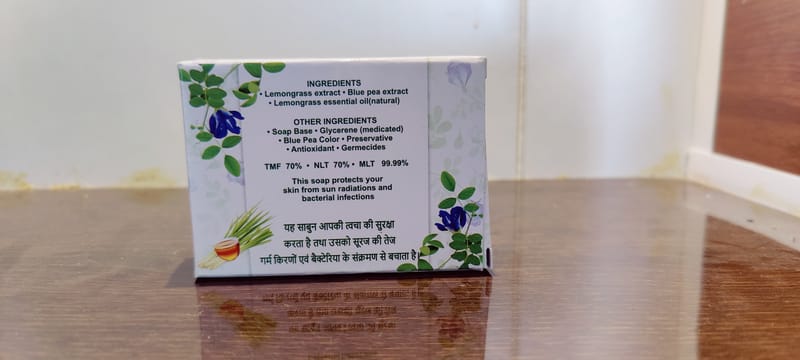 INGREDIENTS
• Lemongrass extract • Blue pea extract
• Lemongrass essential oil(natural)
OTHER INGREDIENTS
• Soap Base • Glycerene (medicated)
• Blue Pea Color • Preservative
• Antioxidant • Germecides
TMF 70% • NLT 70% • MLT 99.99%
This soap protects your
skin from sun radiations and
bacterial infections
यह साबुन आपकी त्वचा की सुरक्षा
करता है तथा उसको सूरज की तेज
गर्म किरणों एवं बैक्टेरिया के संक्रमण से बचाता है